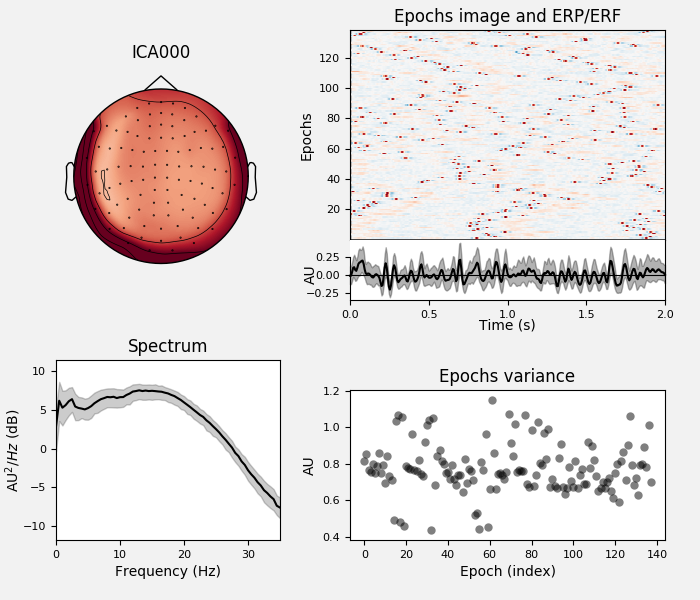 ICA000
Epochs image and ERP/ERF
Epochs
120
100
80
60
40
20
AU
0.25
0.00
−0.25
0.0 0.5 1.0 1.5 2.0
Time (s)
Spectrum
AU²/Hz (dB)
10
5
0
−5
−10
0 10 20 30
Frequency (Hz)
Epochs variance
AU
1.2
1.0
0.8
0.6
0.4
0 20 40 60 80 100 120 140
Epoch (index)